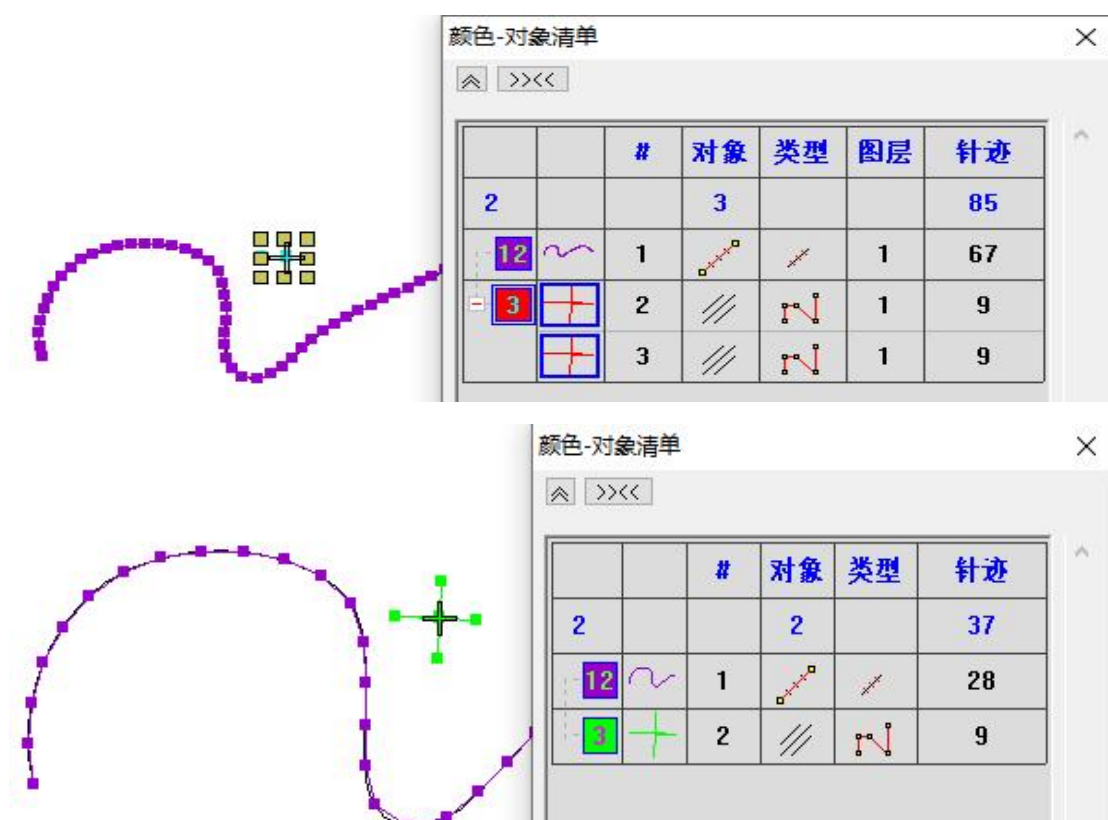 颜色-对象清单
>><<
# 对象 类型 图层 针迹
2 3 85
12 1 1 67
3 2 1 9
3 1 9
颜色-对象清单
>><<
# 对象 类型 针迹
2 2 37
12 1 28
3 2 9